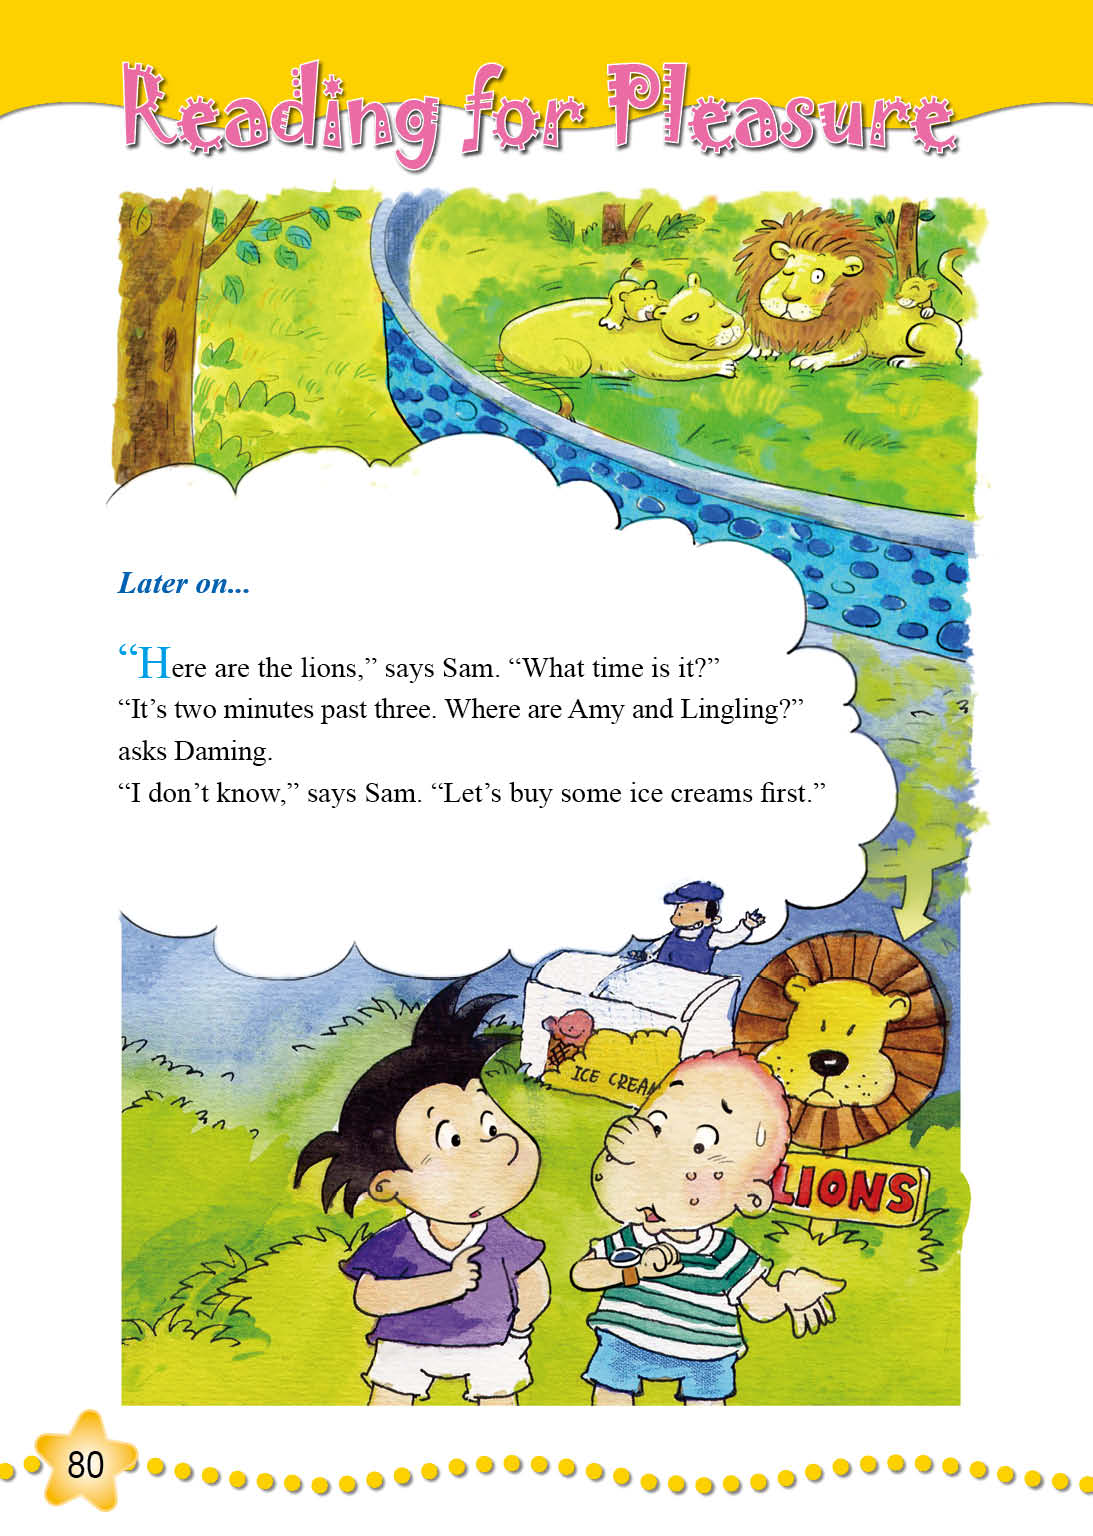 Reading for Pleasure
Later on...
“Here are the lions,” says Sam. “What time is it?”
“It’s two minutes past three. Where are Amy and Lingling?”
asks Daming.
“I don’t know,” says Sam. “Let’s buy some ice creams first.”
ICE CREAM
LIONS
80